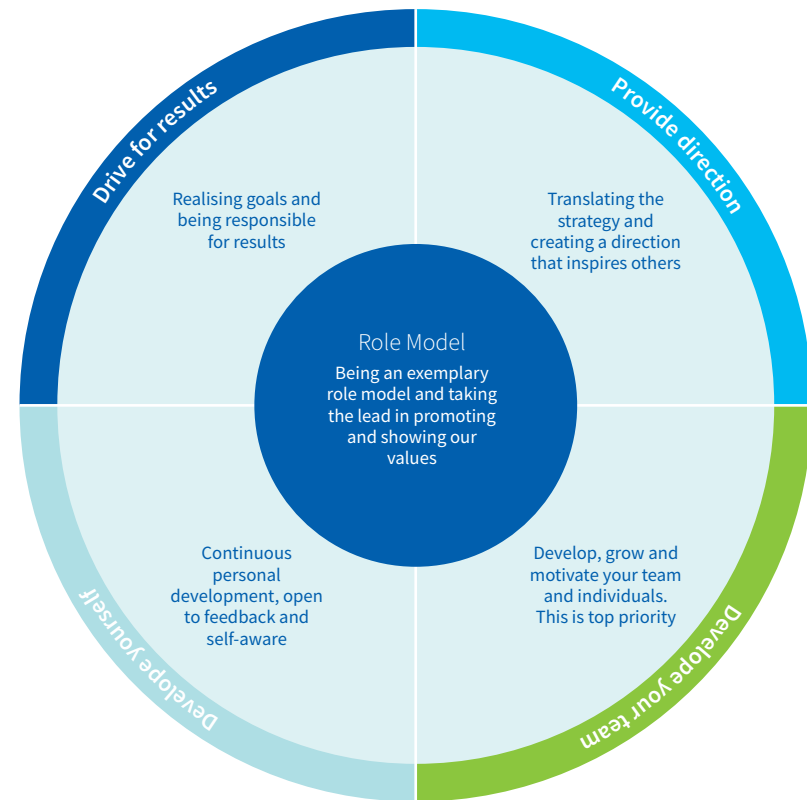 Drive for results
Realising goals and
being responsible
for results
Provide direction
Translating the
strategy and
creating a direction
that inspires others
Role Model
Being an exemplary
role model and taking
the lead in promoting
and showing our
values
Develope yourself
Continuous
personal
development, open
to feedback and
self-aware
Develope your team
Develop, grow and
motivate your team
and individuals.
This is top priority